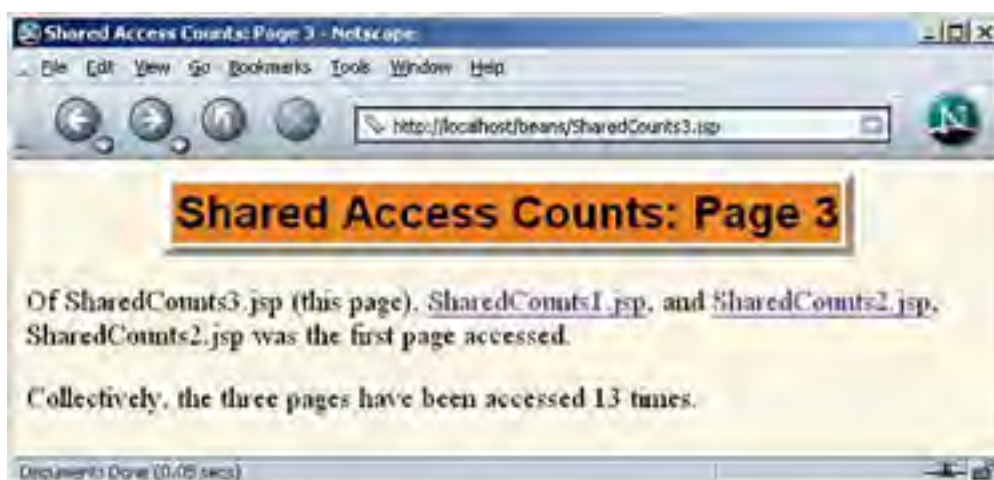 Shared Access Counts: Page 3 - Netscape
File Edit View Go Bookmarks Tools Window Help
http://localhost/beans/SharedCounts3.jsp
N
Shared Access Counts: Page 3
Of SharedCounts3.jsp (this page), SharedCounts1.jsp, and SharedCounts2.jsp,
SharedCounts2.jsp was the first page accessed.
Collectively, the three pages have been accessed 13 times.
Document: Done (0.05 secs)